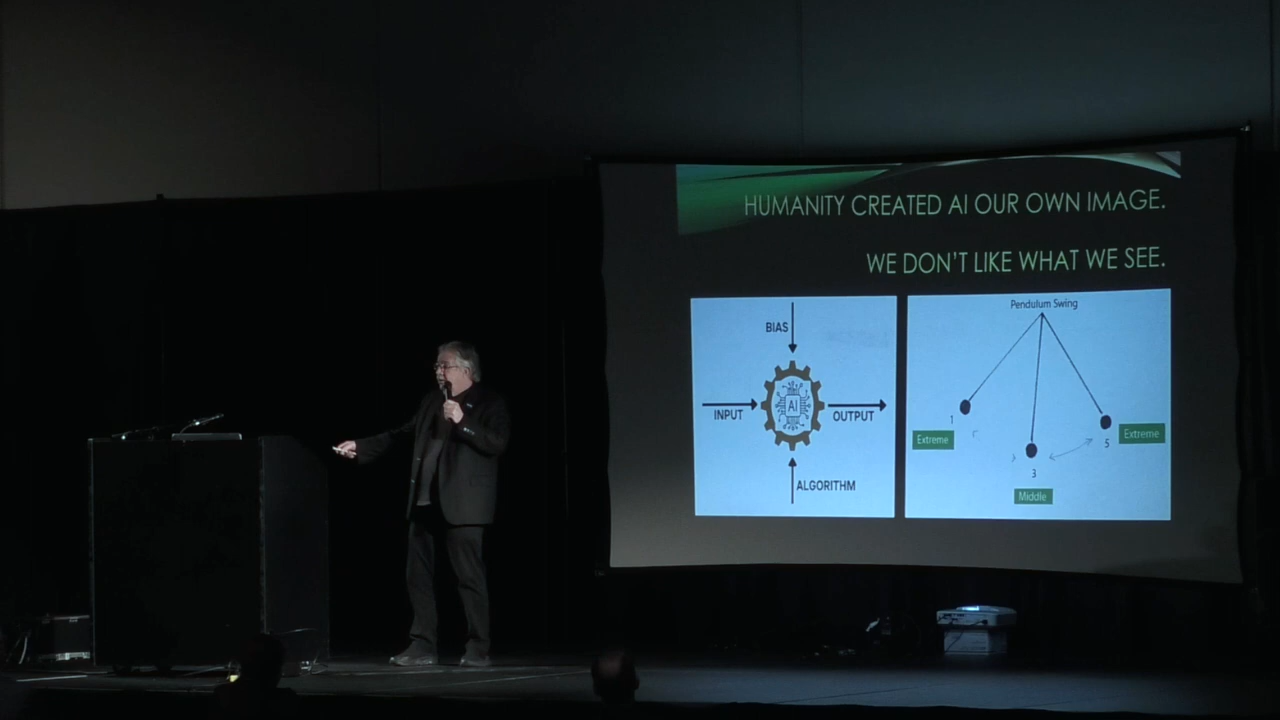 HUMANITY CREATED AI OUR OWN IMAGE.
WE DON'T LIKE WHAT WE SEE.
BIAS
INPUT
AI
OUTPUT
ALGORITHM
Pendulum Swing
1
Extreme
3
Middle
5
Extreme